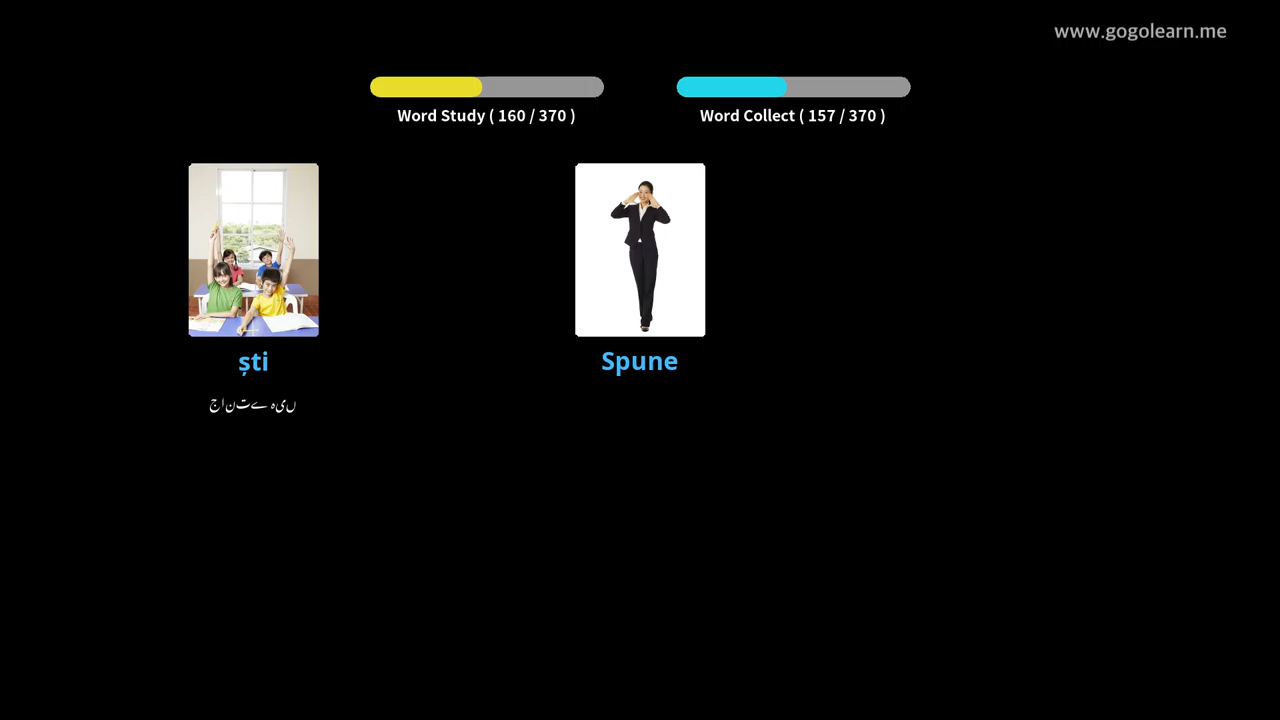 www.gogolearn.me
Word Study ( 160 / 370 )
Word Collect ( 157 / 370 )
ști
Spune
جانتے ہیں